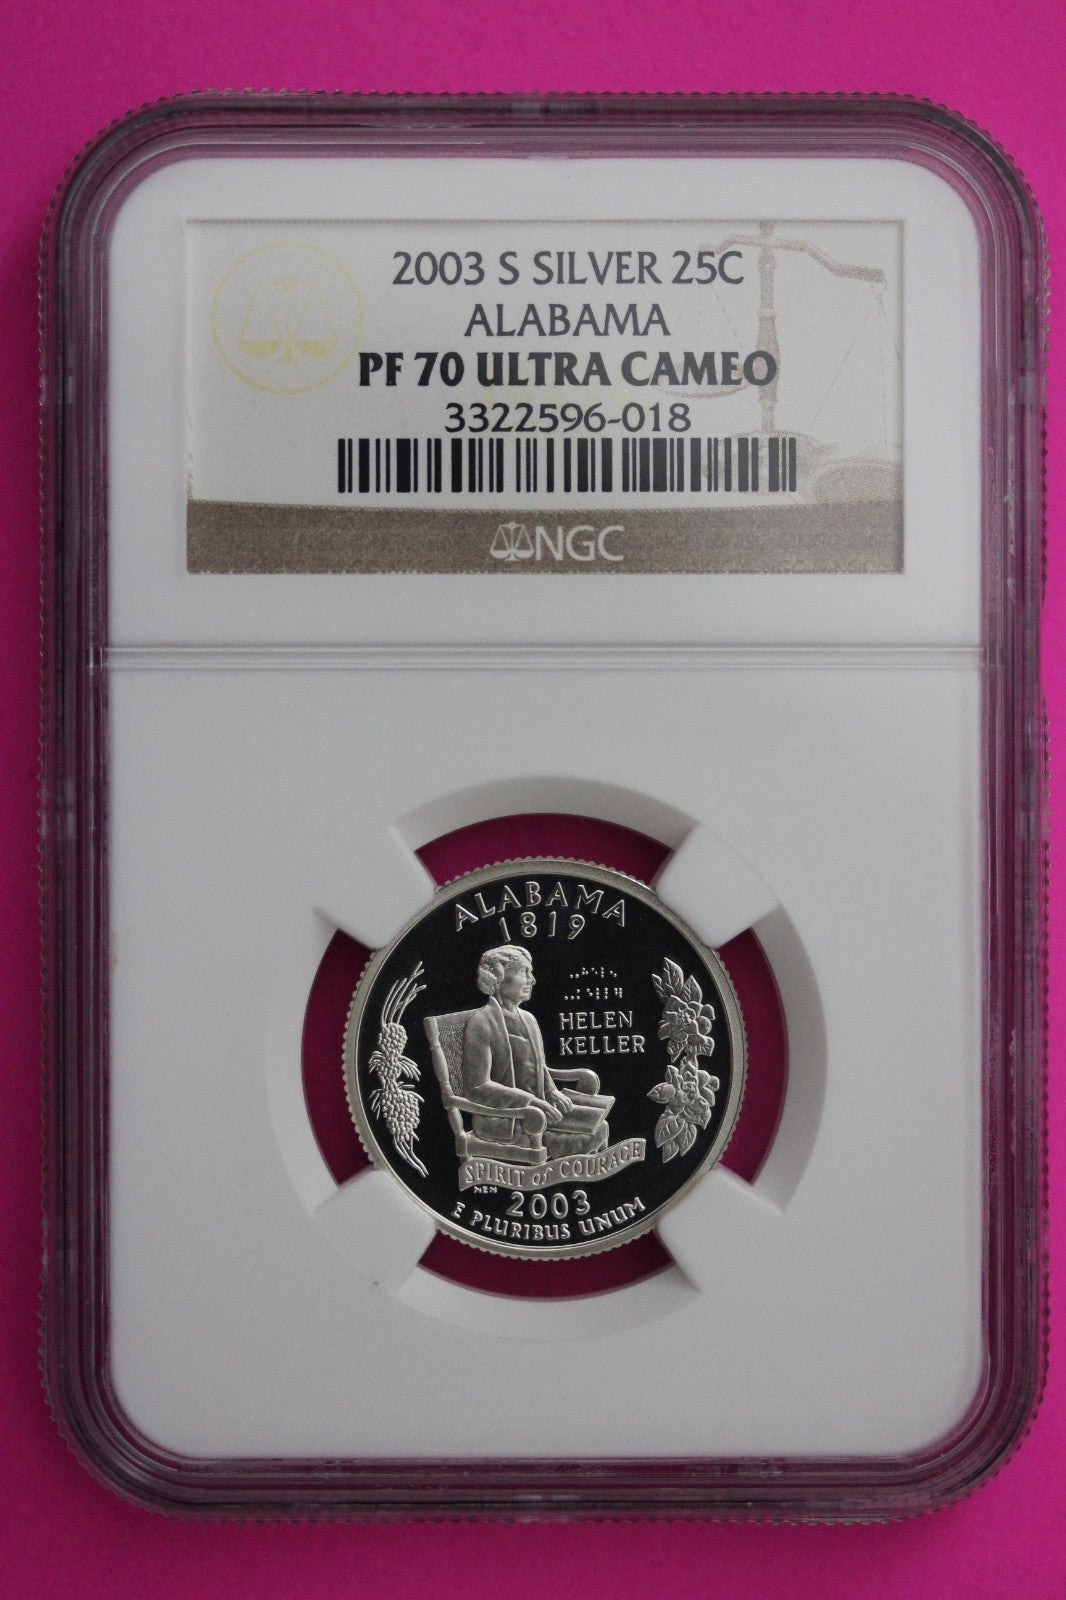 2003 S SILVER 25C
ALABAMA
PF 70 ULTRA CAMEO
3322596-018
NGC
ALABAMA
1819
HELEN
KELLER
SPIRIT of COURAGE
NEN
2003
E PLURIBUS UNUM